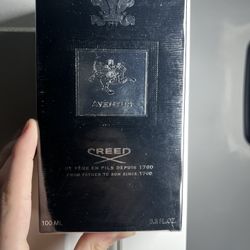 AVENTUS
CREED
DE PÈRE EN FILS DEPUIS 1760
FROM FATHER TO SON SINCE 1760
100 ML
3.3 FL.OZ.